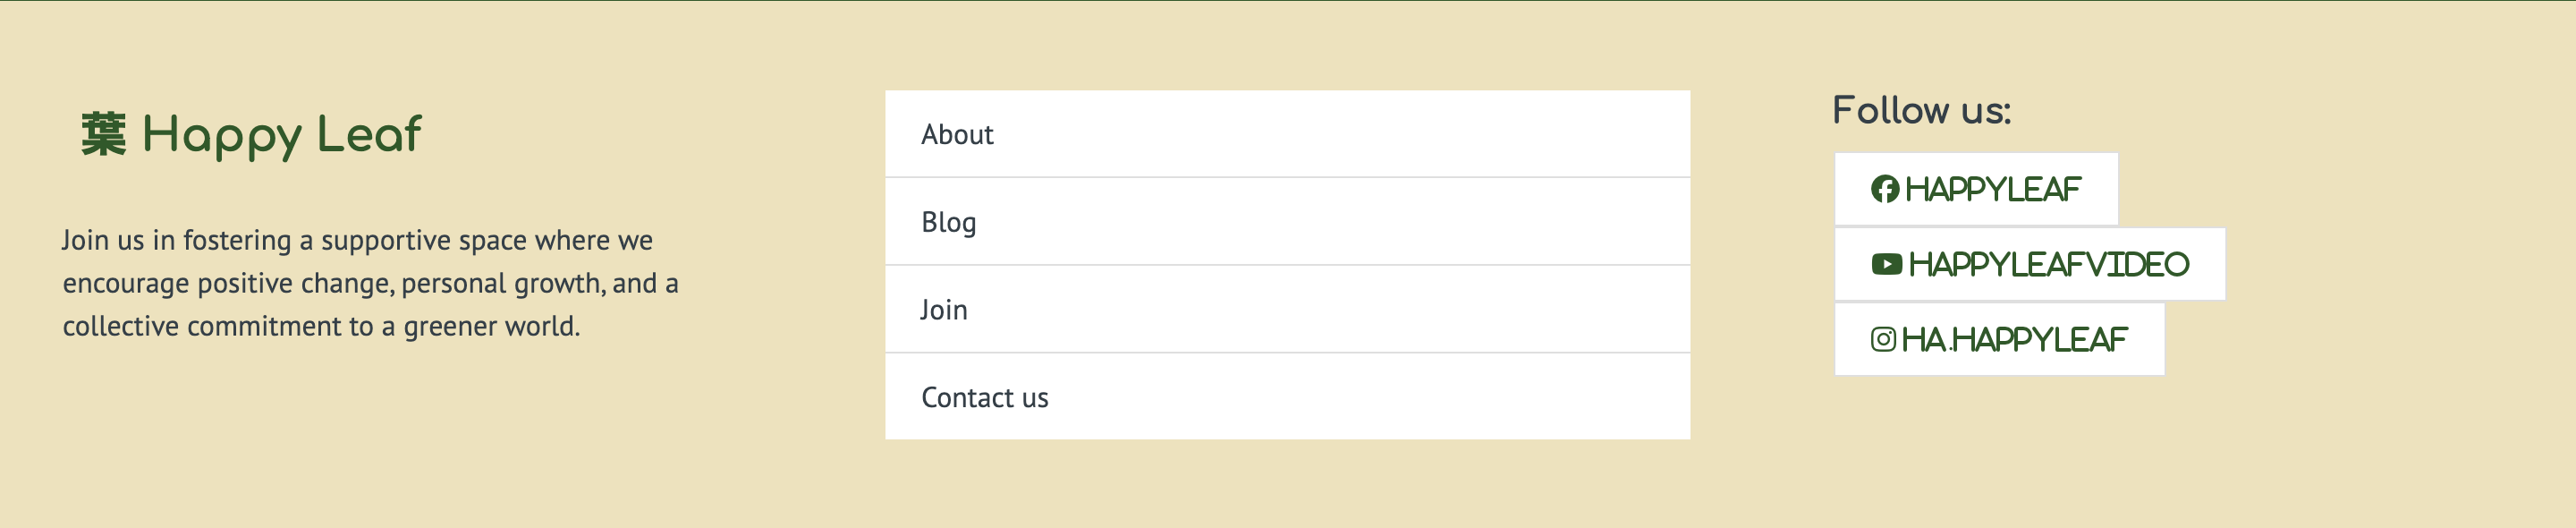 葉 Happy Leaf
Join us in fostering a supportive space where we
encourage positive change, personal growth, and a
collective commitment to a greener world.
About
Blog
Join
Contact us
Follow us:
HAPPYLEAF
HAPPYLEAFVIDEO
HA.HAPPYLEAF